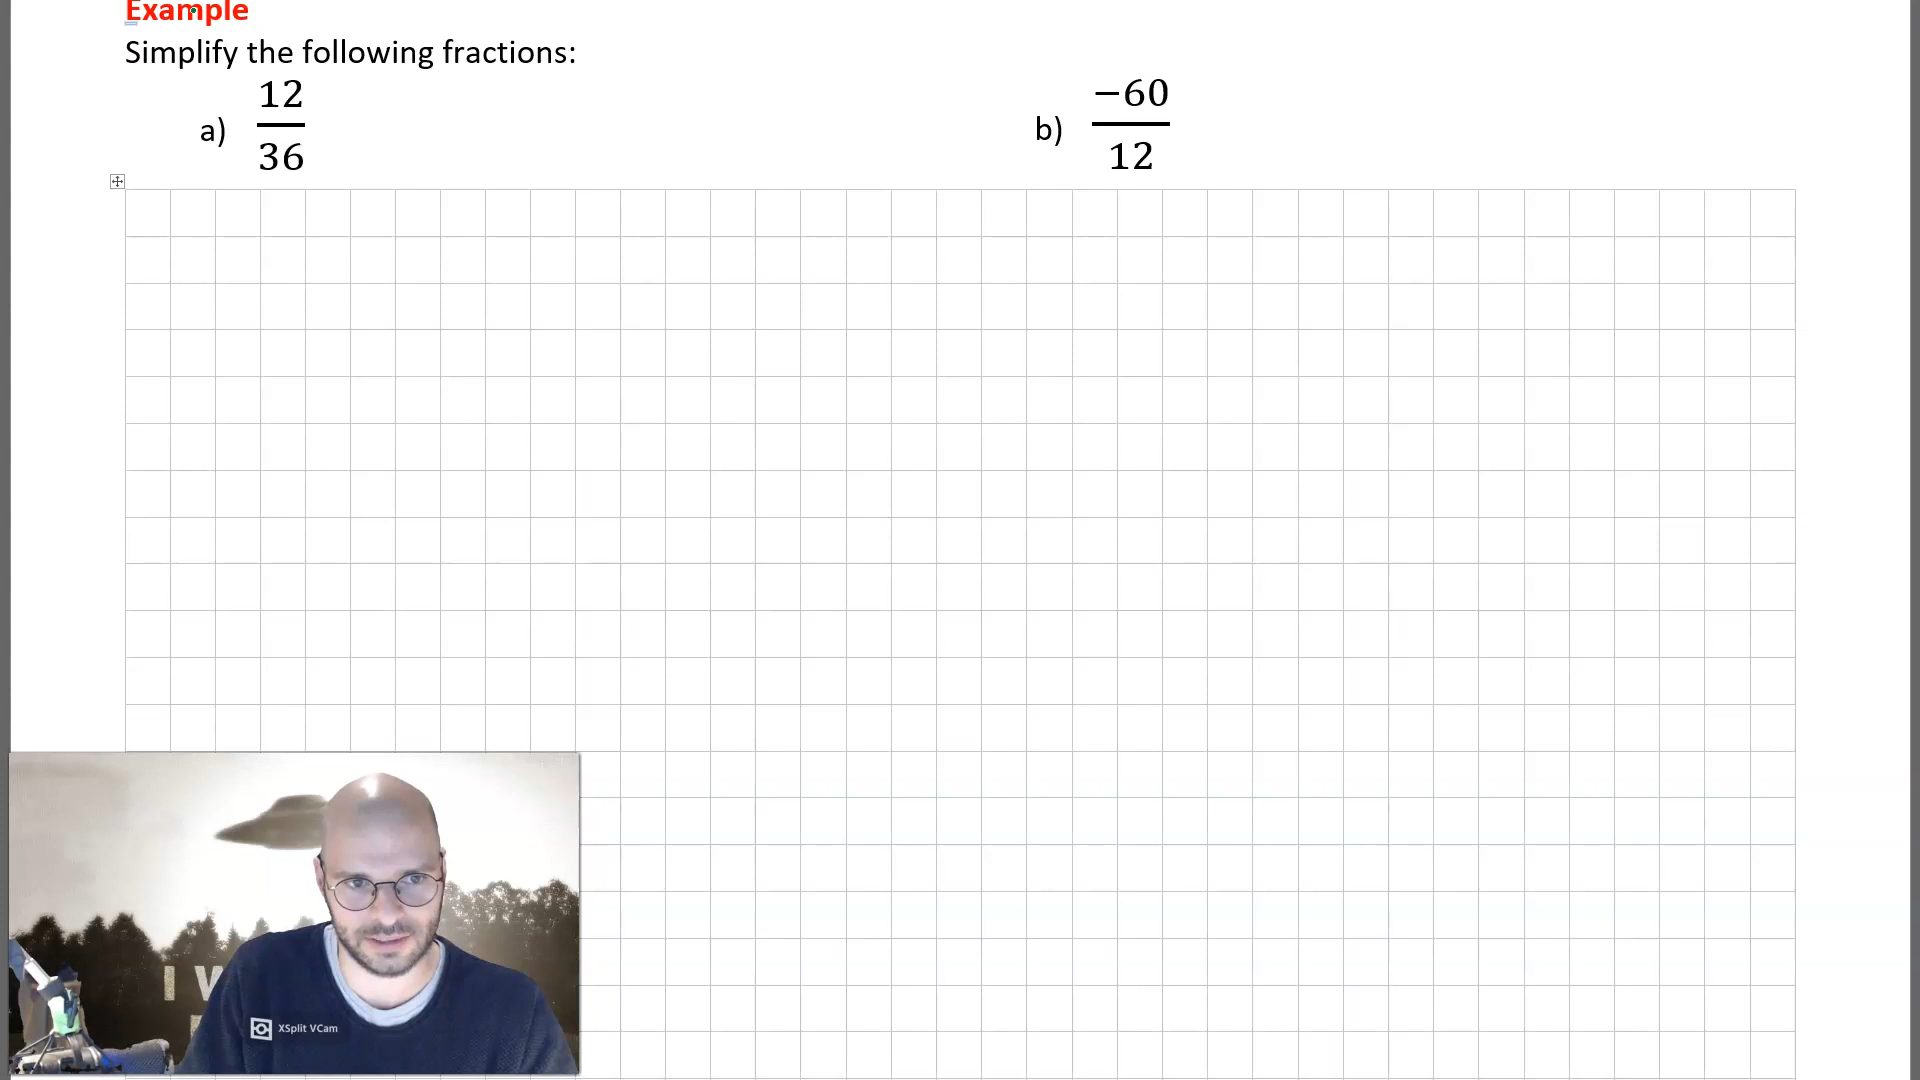 Example
Simplify the following fractions:
a) 12/36
b) −60/12
I W
XSplit VCam